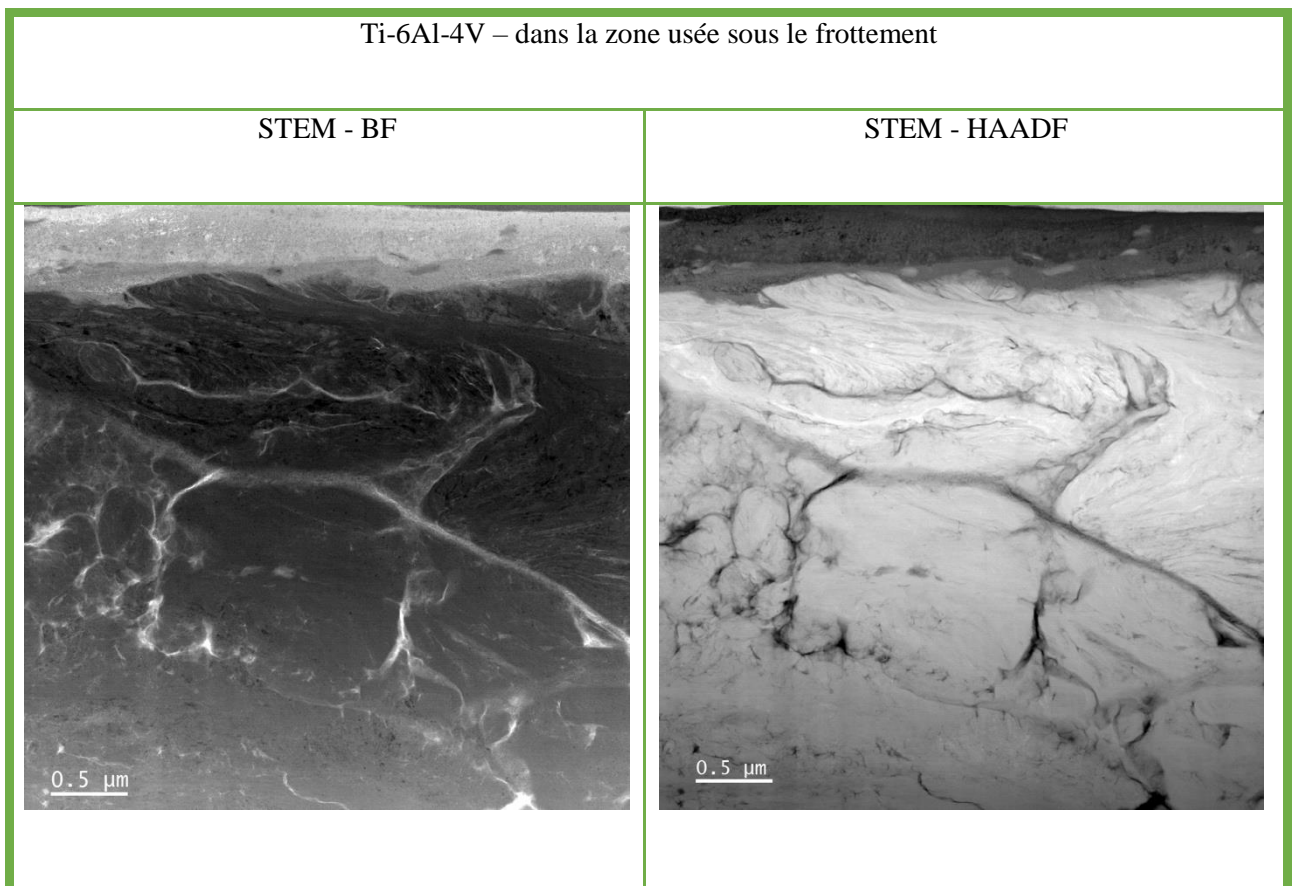 Ti-6Al-4V – dans la zone usée sous le frottement
STEM - BF
STEM - HAADF
0.5 µm
0.5 µm